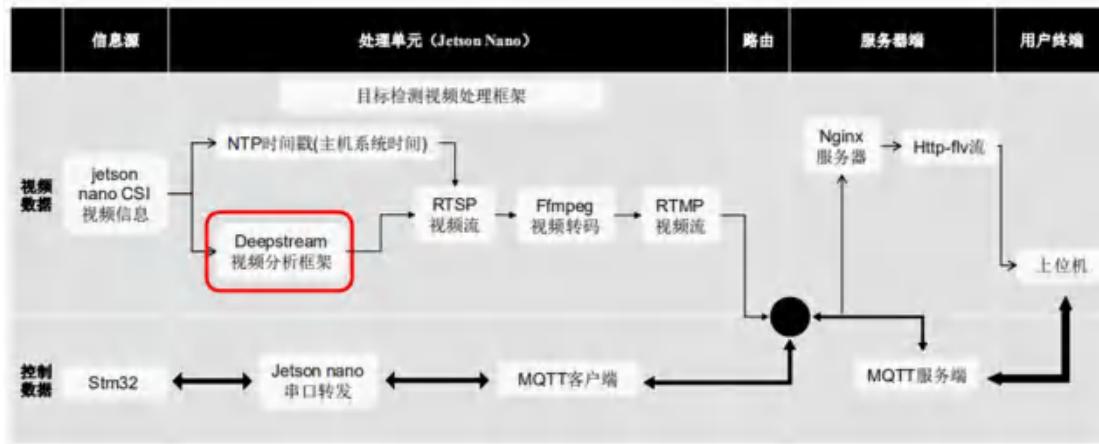 信息源
处理单元（Jetson Nano）
路由
服务器端
用户终端
目标检测视频处理框架
视频
数据
jetson
nano CSI
视频信息
NTP时间戳(主机系统时间)
Deepstream
视频分析框架
RTSP
视频流
Ffmpeg
视频转码
RTMP
视频流
Nginx
服务器
Http-flv流
上位机
控制
数据
Stm32
Jetson nano
串口转发
MQTT客户端
MQTT服务端